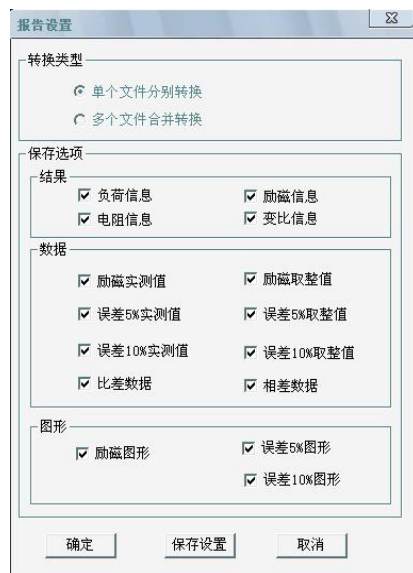 报告设置
转换类型
单个文件分别转换
多个文件合并转换
保存选项
结果
负荷信息 励磁信息
电阻信息 变比信息
数据
励磁实测值 励磁取整值
误差5%实测值 误差5%取整值
误差10%实测值 误差10%取整值
比差数据 相差数据
图形
励磁图形 误差5%图形
误差10%图形
确定 保存设置 取消